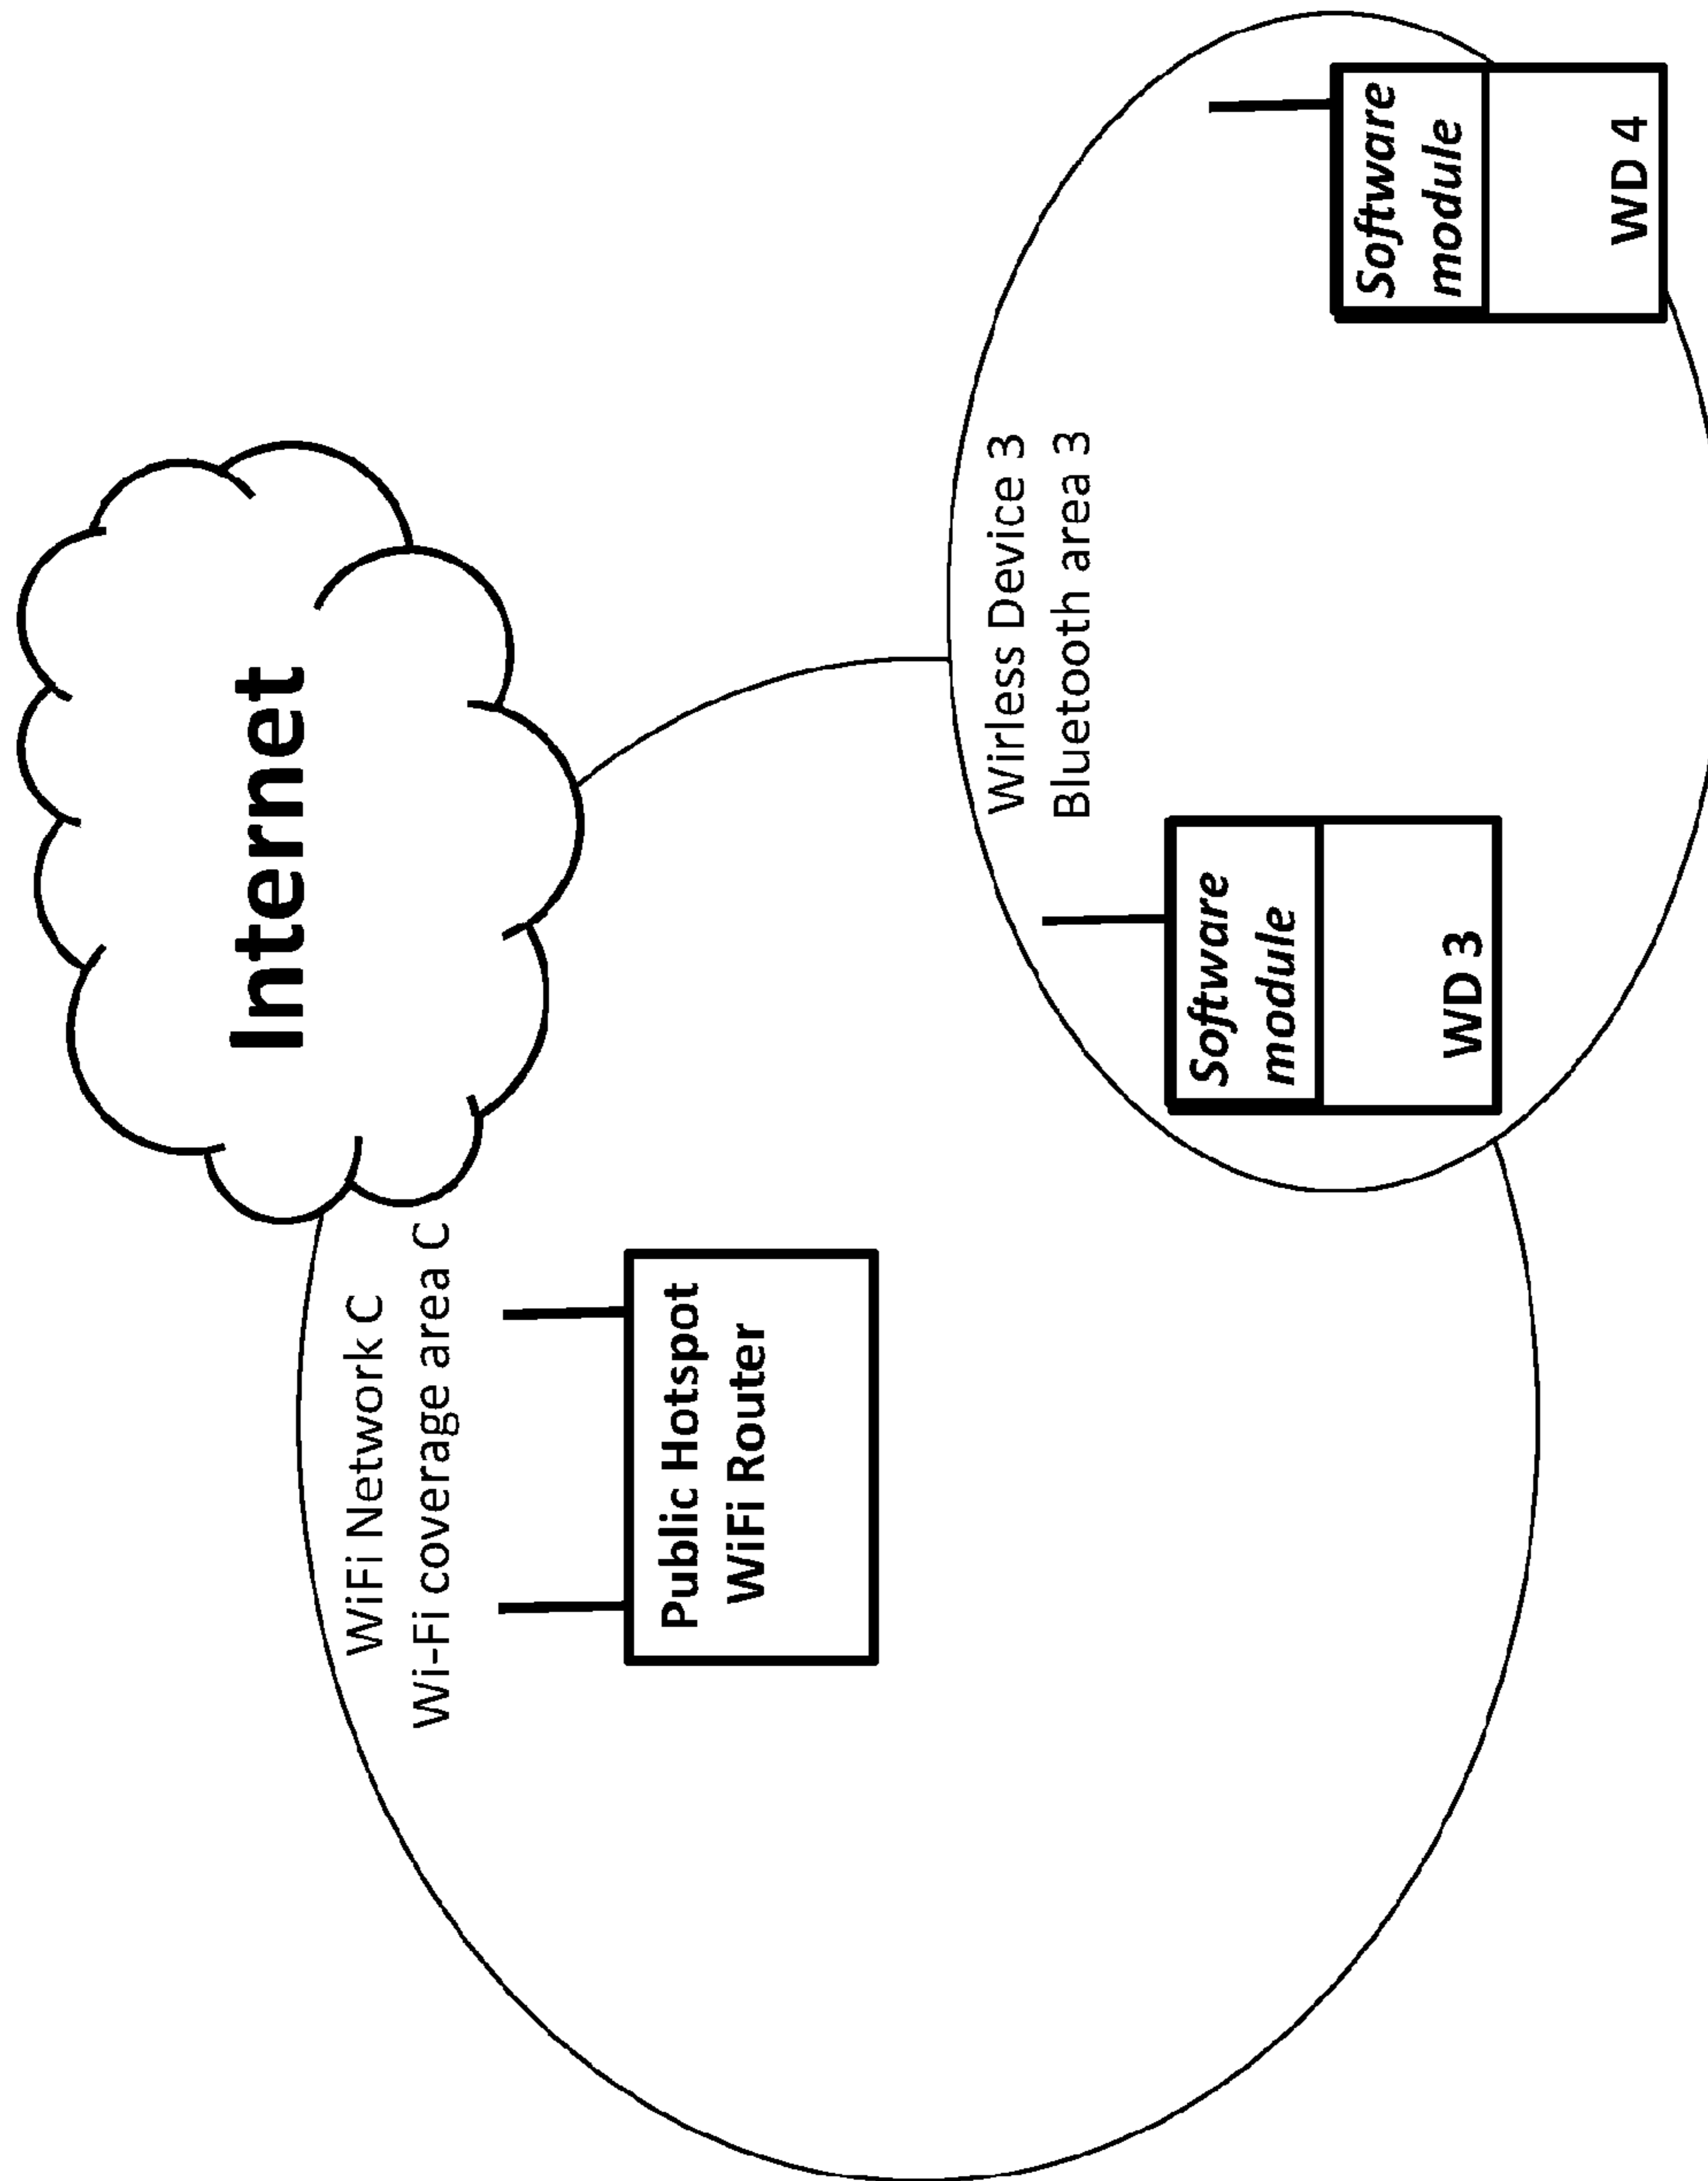 Internet
WiFi Network C
Wi-Fi coverage area C
Public Hotspot
WiFi Router
Wirless Device 3
Bluetooth area 3
Software
module
WD 3
Software
module
WD 4